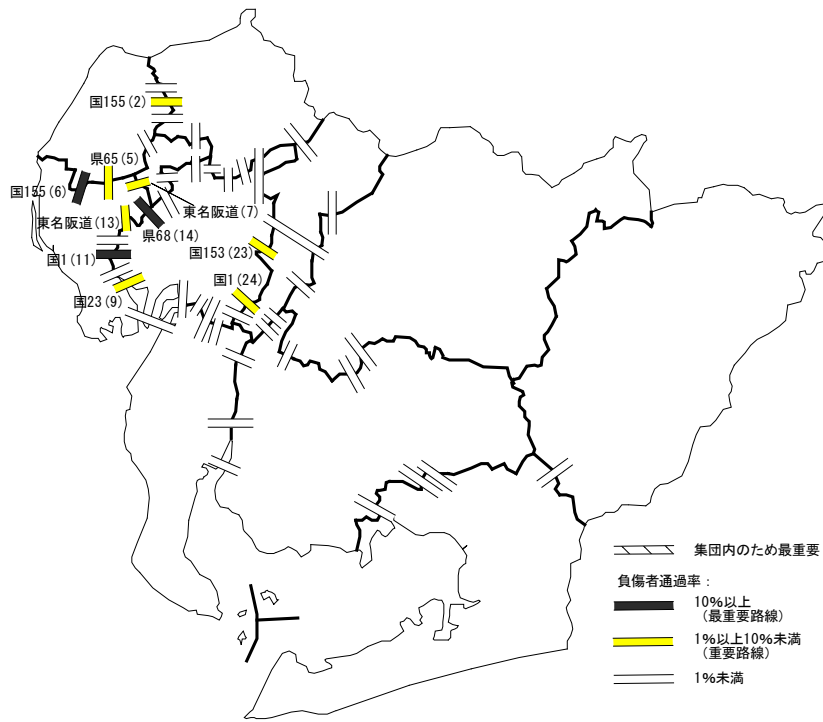 国155(2)
県65(5)
国155(6)
東名阪道(7)
東名阪道(13)
県68(14)
国1(11)
国153(23)
国1(24)
国23(9)
集団内のため最重要
負傷者通過率：
10%以上
（最重要路線）
1%以上10%未満
（重要路線）
1%未満